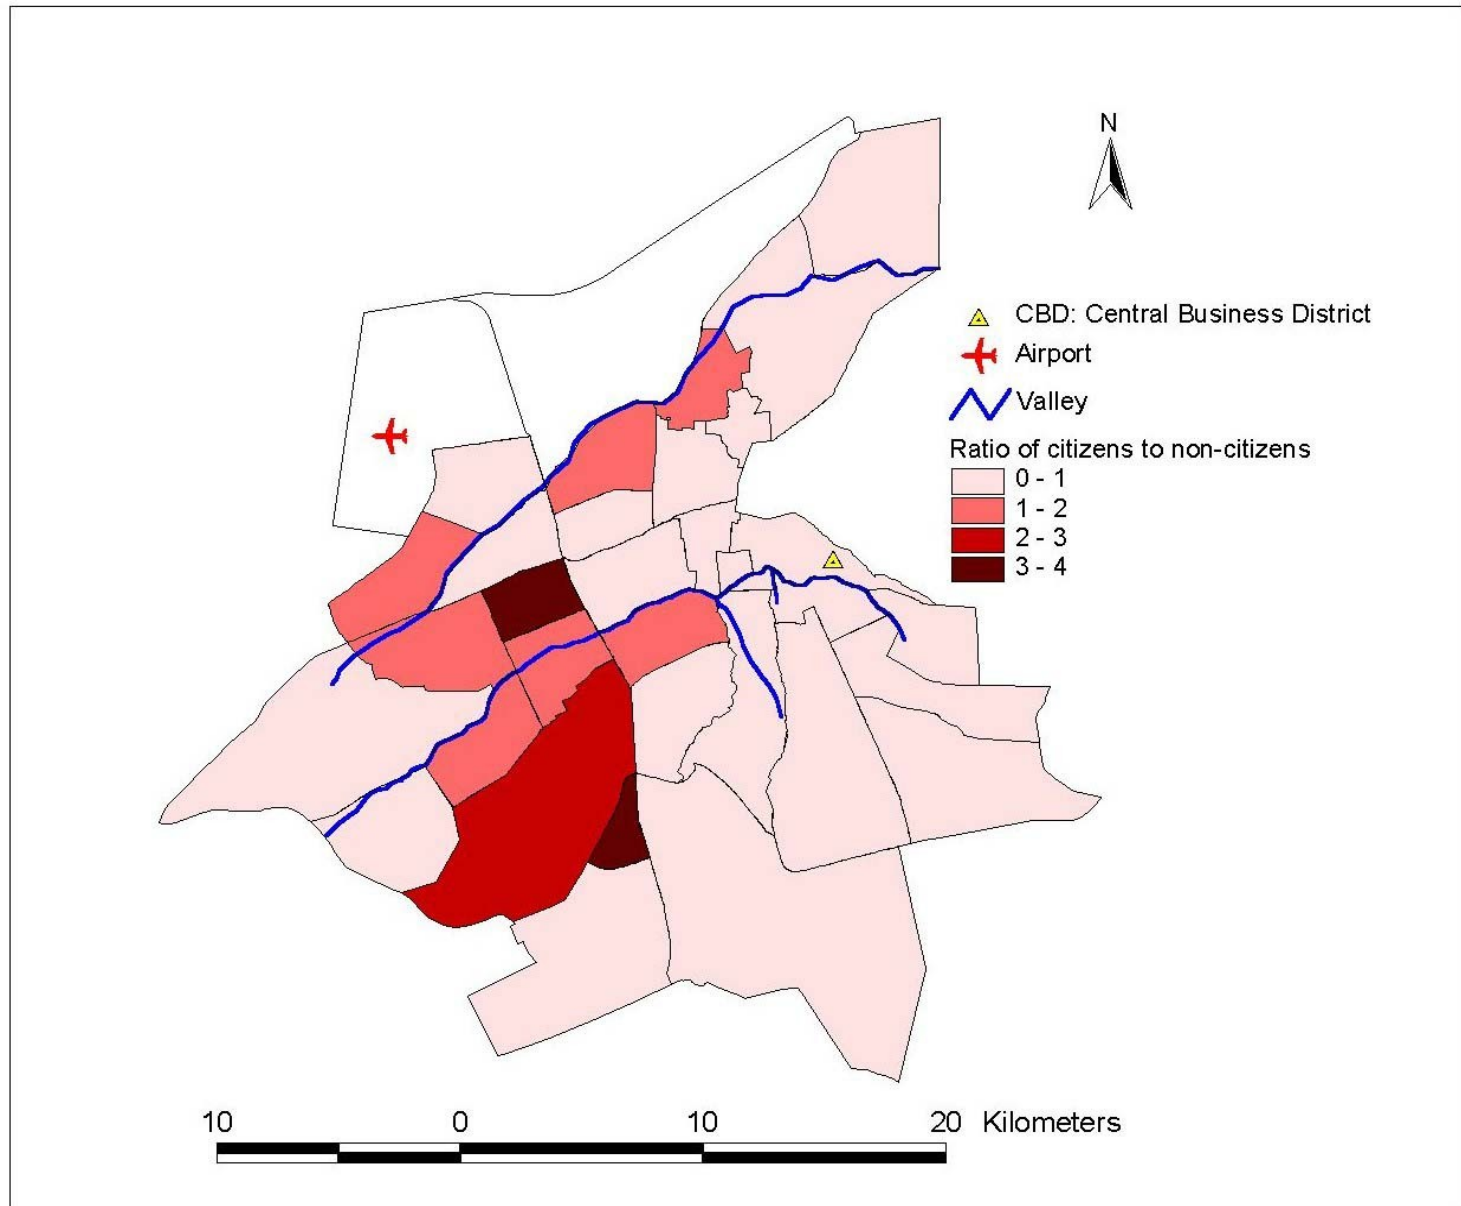 N
CBD: Central Business District
Airport
Valley
Ratio of citizens to non-citizens
0 - 1
1 - 2
2 - 3
3 - 4
10 0 10 20 Kilometers